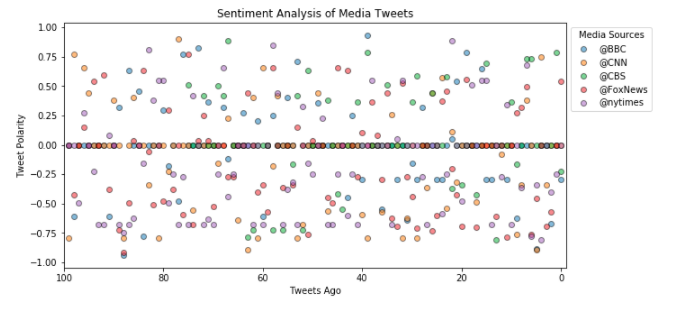 Sentiment Analysis of Media Tweets
1.00
0.75
0.50
0.25
0.00
−0.25
−0.50
−0.75
−1.00
Tweet Polarity
100
80
60
40
20
0
Tweets Ago
Media Sources
@BBC
@CNN
@CBS
@FoxNews
@nytimes